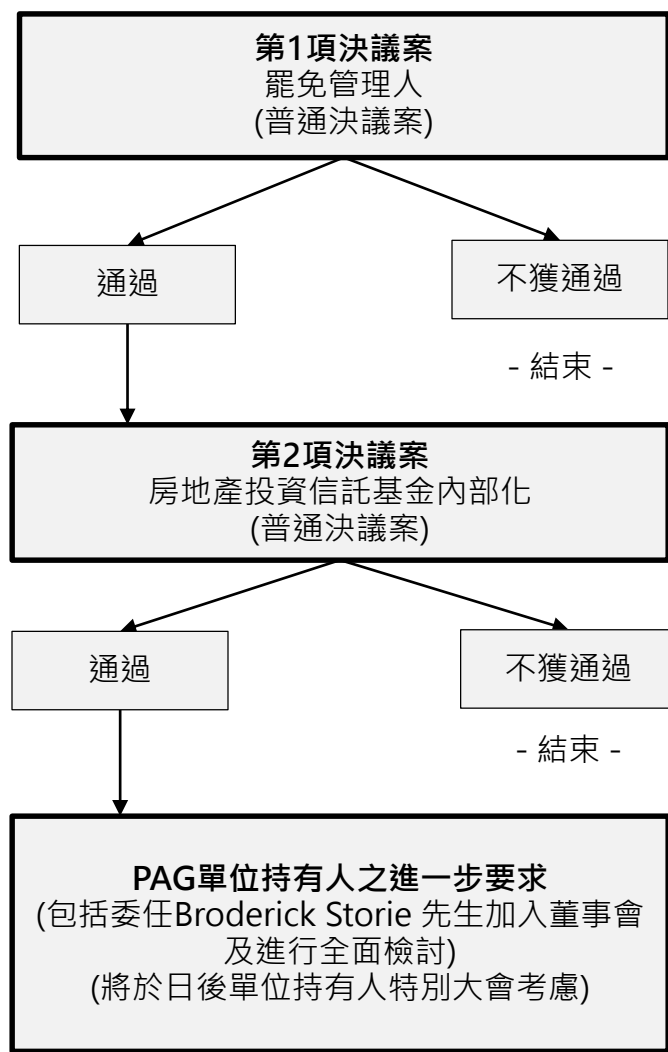 第1項決議案
罷免管理人
(普通決議案)
通過
不獲通過
- 結束 -
第2項決議案
房地產投資信託基金內部化
(普通決議案)
通過
不獲通過
- 結束 -
PAG單位持有人之進一步要求
(包括委任Broderick Storie 先生加入董事會
及進行全面檢討)
(將於日後單位持有人特別大會考慮)